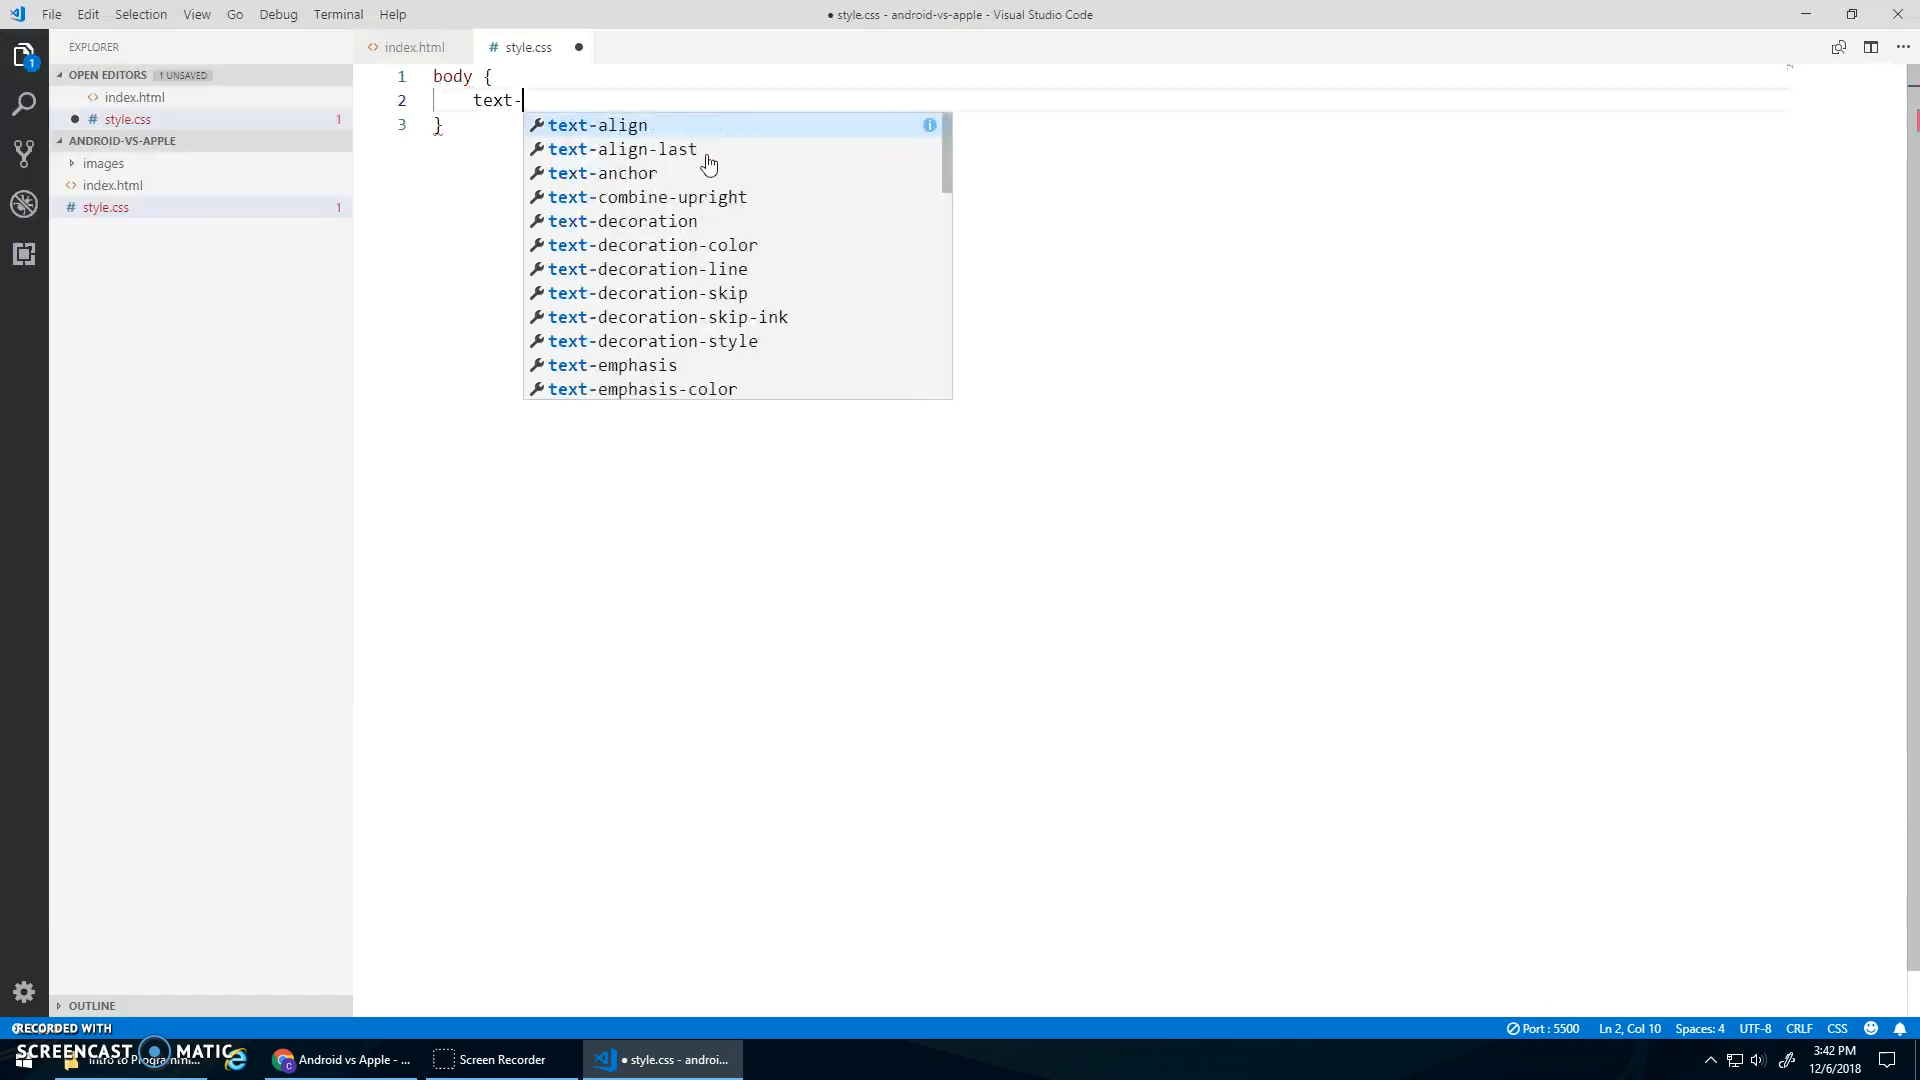 File Edit Selection View Go Debug Terminal Help
● style.css - android-vs-apple - Visual Studio Code
EXPLORER
OPEN EDITORS 1 UNSAVED
<> index.html
● # style.css 1
ANDROID-VS-APPLE
images
<> index.html
# style.css 1
OUTLINE
1
<> index.html # style.css ●
1 body {
2 text-
3 }
text-align
text-align-last
text-anchor
text-combine-upright
text-decoration
text-decoration-color
text-decoration-line
text-decoration-skip
text-decoration-skip-ink
text-decoration-style
text-emphasis
text-emphasis-color
Port : 5500 Ln 2, Col 10 Spaces: 4 UTF-8 CRLF CSS
RECORDED WITH
SCREENCAST MATIC
Intro to Programmi...
Android vs Apple - ...
Screen Recorder
● style.css - androi...
3:42 PM
12/6/2018